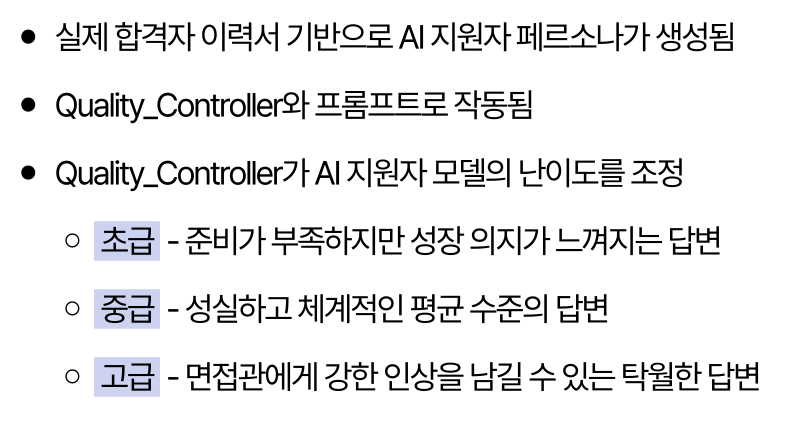 ● 실제 합격자 이력서 기반으로 AI 지원자 페르소나가 생성됨
● Quality_Controller와 프롬프트로 작동됨
● Quality_Controller가 AI 지원자 모델의 난이도를 조정
○ 초급 - 준비가 부족하지만 성장 의지가 느껴지는 답변
○ 중급 - 성실하고 체계적인 평균 수준의 답변
○ 고급 - 면접관에게 강한 인상을 남길 수 있는 탁월한 답변